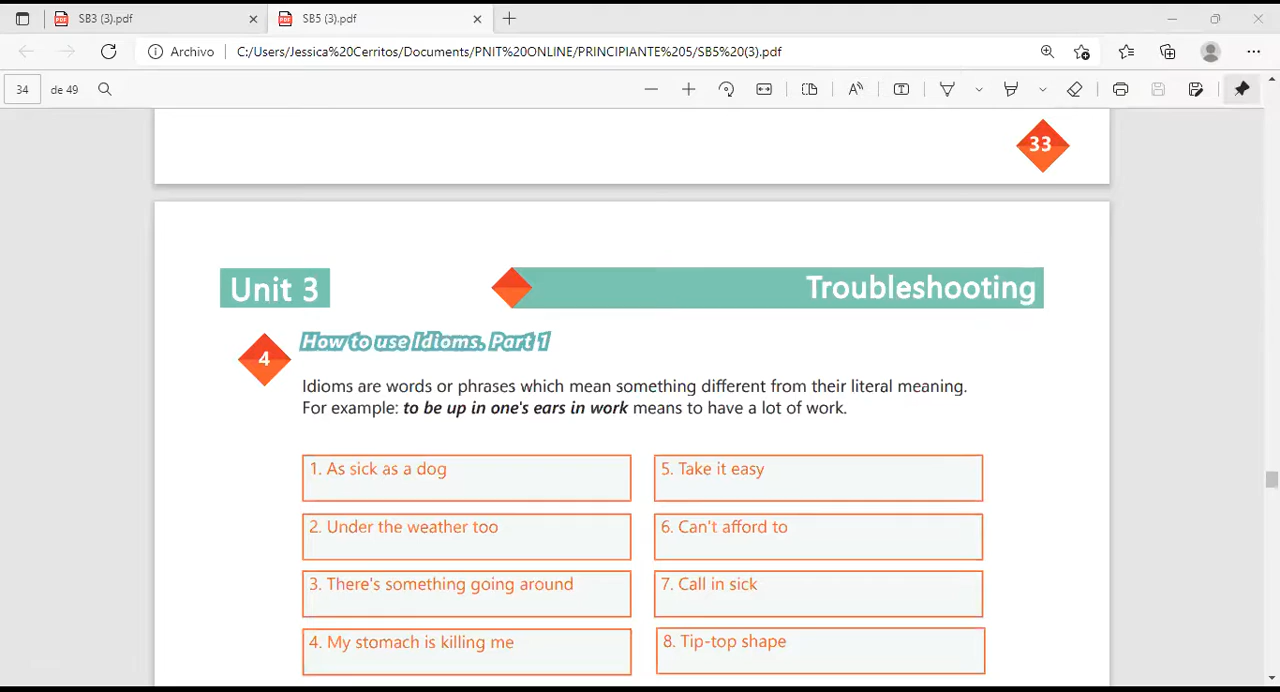 SB3 (3).pdf
SB5 (3).pdf
Archivo
C:/Users/Jessica%20Cerritos/Documents/PNIT%20ONLINE/PRINCIPIANTE%205/SB5%20(3).pdf
34
de 49
33
Unit 3
Troubleshooting
4
How to use Idioms. Part 1
Idioms are words or phrases which mean something different from their literal meaning.
For example: to be up in one's ears in work means to have a lot of work.
1. As sick as a dog
5. Take it easy
2. Under the weather too
6. Can't afford to
3. There's something going around
7. Call in sick
4. My stomach is killing me
8. Tip-top shape